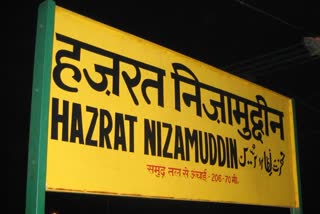 हज़रत निज़ामुद्दीन
HAZRAT NIZAMUDDIN
समुद्र तल से - 206·70 मी.